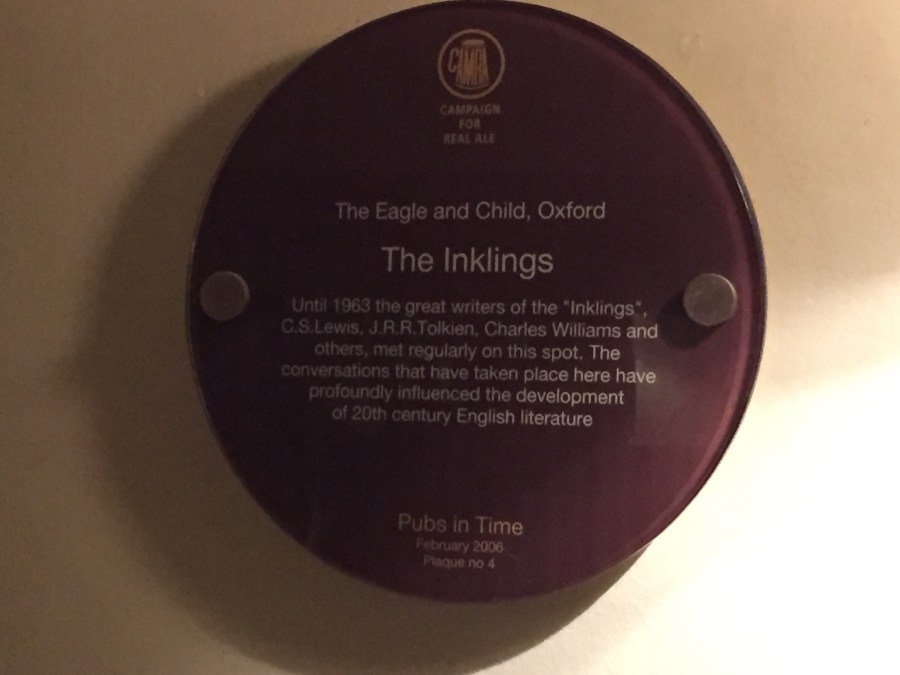 CAMRA
CAMPAIGN
FOR
REAL ALE
The Eagle and Child, Oxford
The Inklings
Until 1963 the great writers of the "Inklings",
C.S.Lewis, J.R.R.Tolkien, Charles Williams and
others, met regularly on this spot. The
conversations that have taken place here have
profoundly influenced the development
of 20th century English literature
Pubs in Time
February 2006
Plaque no 4